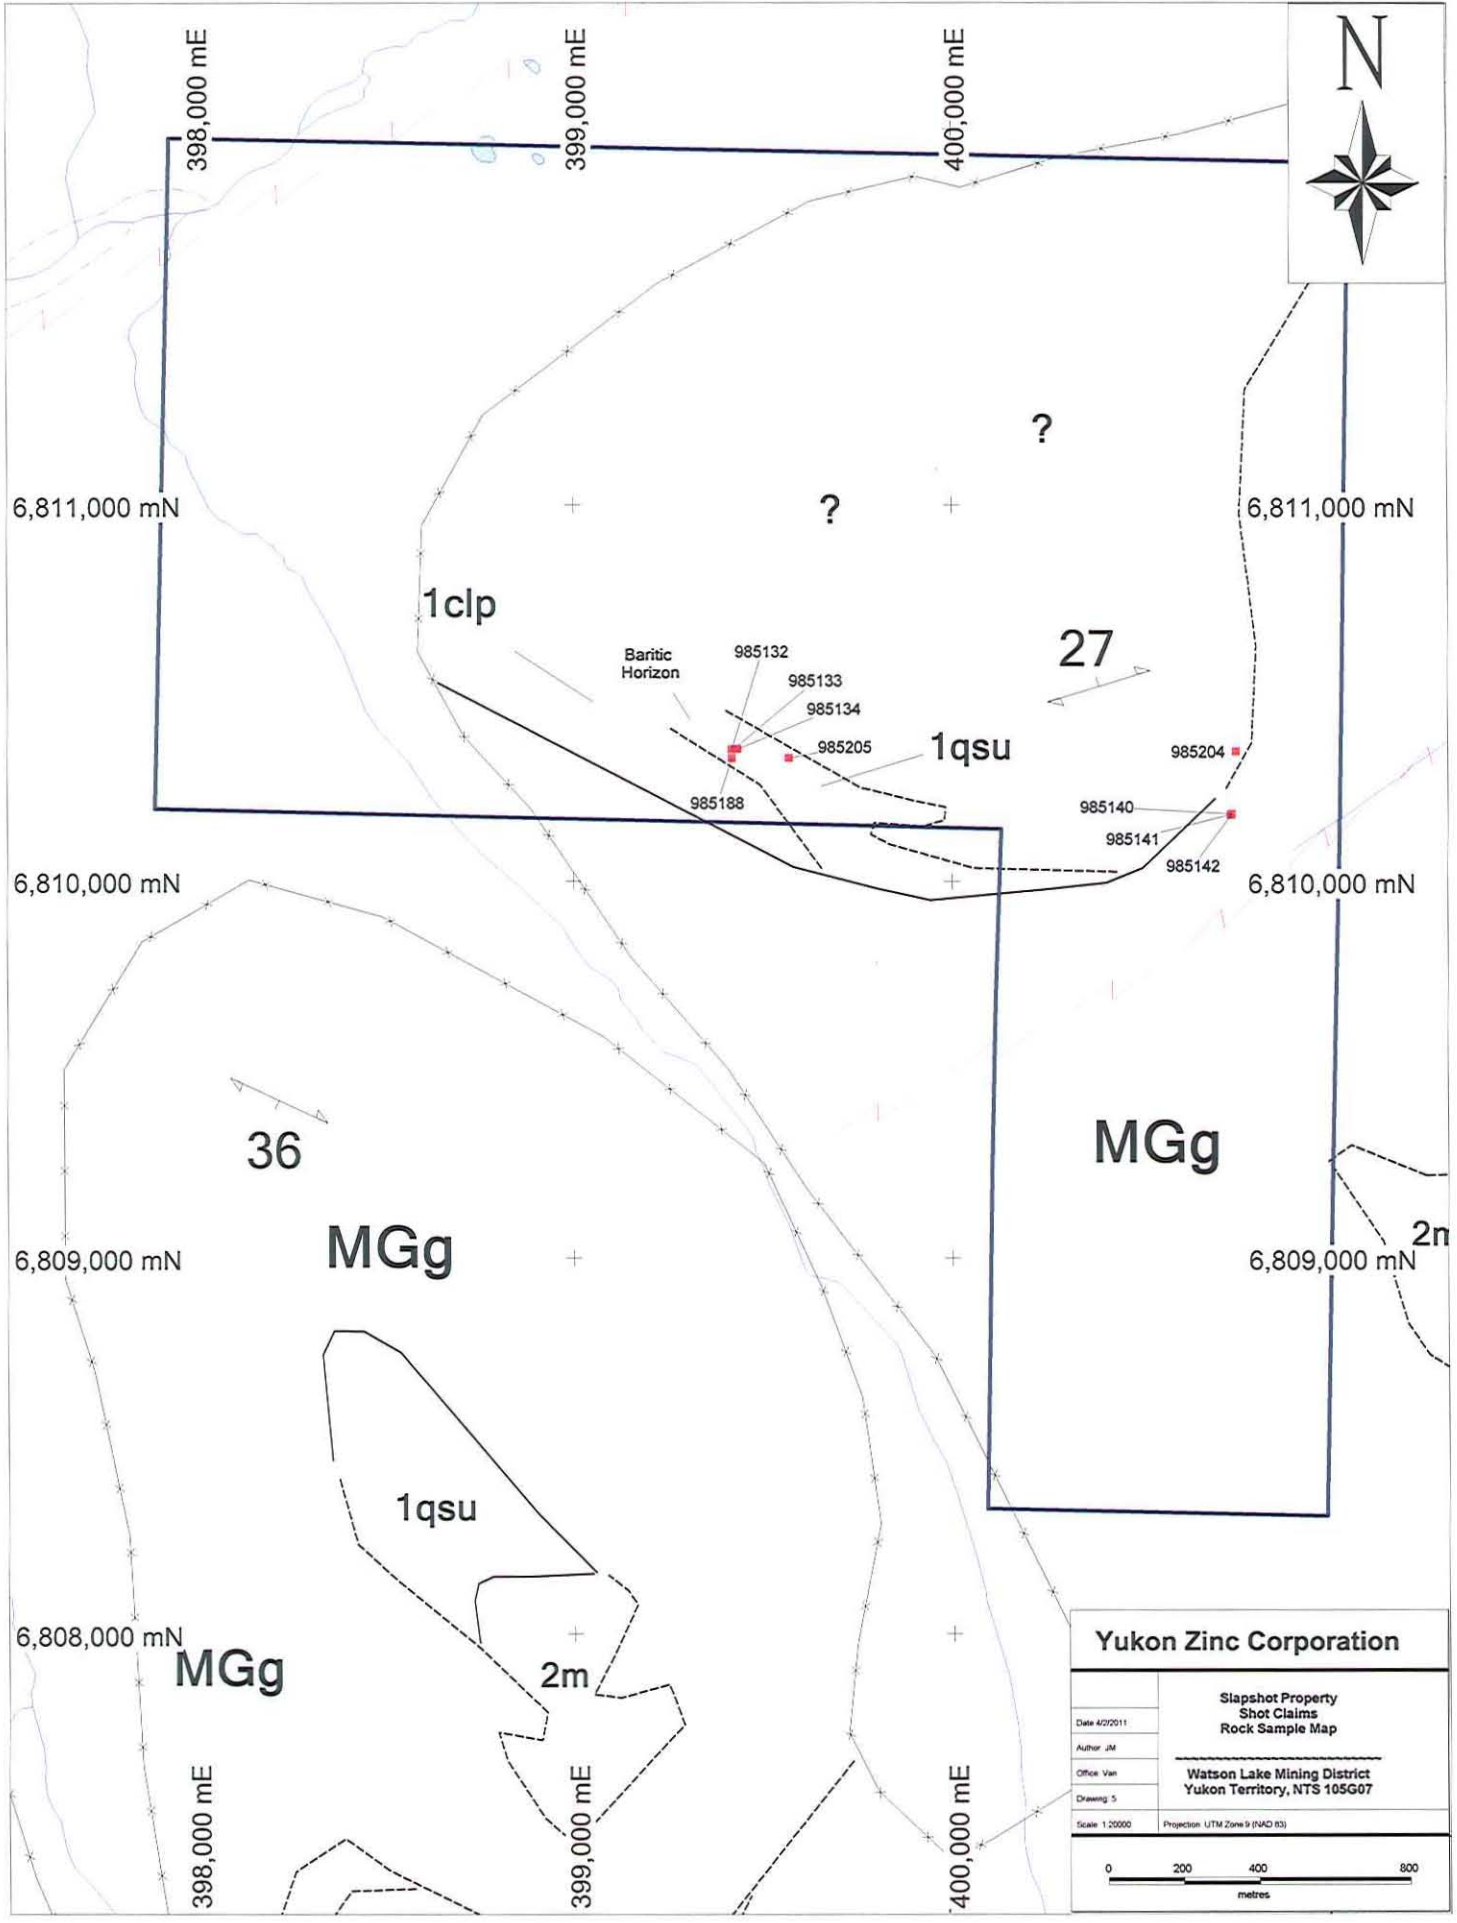 N
398,000 mE
399,000 mE
400,000 mE
?
?
6,811,000 mN
6,811,000 mN
1clp
27
Baritic
Horizon
985132
985133
985134
985205
1qsu
985204
985188
985140
985141
985142
6,810,000 mN
6,810,000 mN
36
MGg
MGg
2m
6,809,000 mN
6,809,000 mN
1qsu
6,808,000 mN
MGg
2m
398,000 mE
399,000 mE
400,000 mE
Yukon Zinc Corporation
Slapshot Property
Shot Claims
Rock Sample Map
Date 4/2/2011
Author: JM
Office: Van
Drawing: 5
Watson Lake Mining District
Yukon Territory, NTS 105G07
Scale 1:20000
Projection: UTM Zone 9 (NAD 83)
0 200 400 800
metres